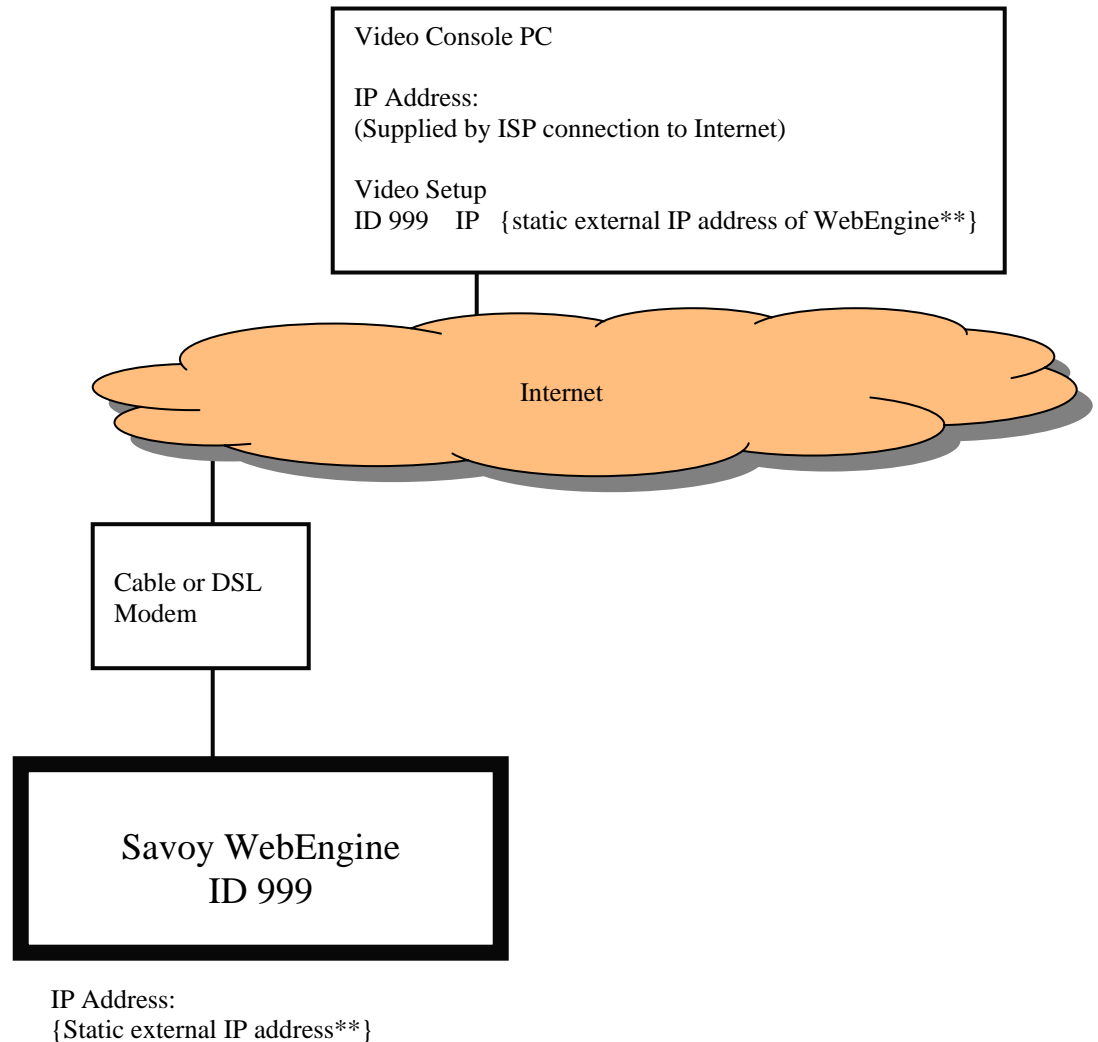 Video Console PC
IP Address:
(Supplied by ISP connection to Internet)
Video Setup
ID 999    IP   {static external IP address of WebEngine**}
Internet
Cable or DSL
Modem
Savoy WebEngine
ID 999
IP Address:
{Static external IP address**}